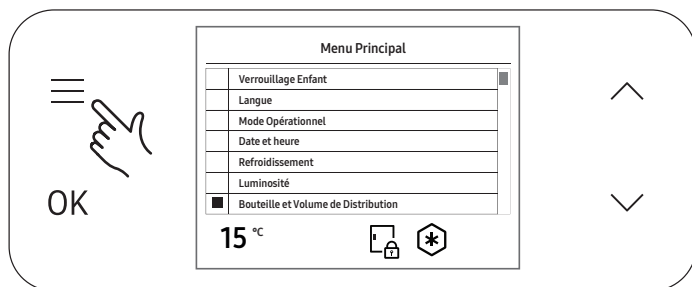 Menu Principal
Verrouillage Enfant
Langue
Mode Opérationnel
Date et heure
Refroidissement
Luminosité
OK
Bouteille et Volume de Distribution
15 °C